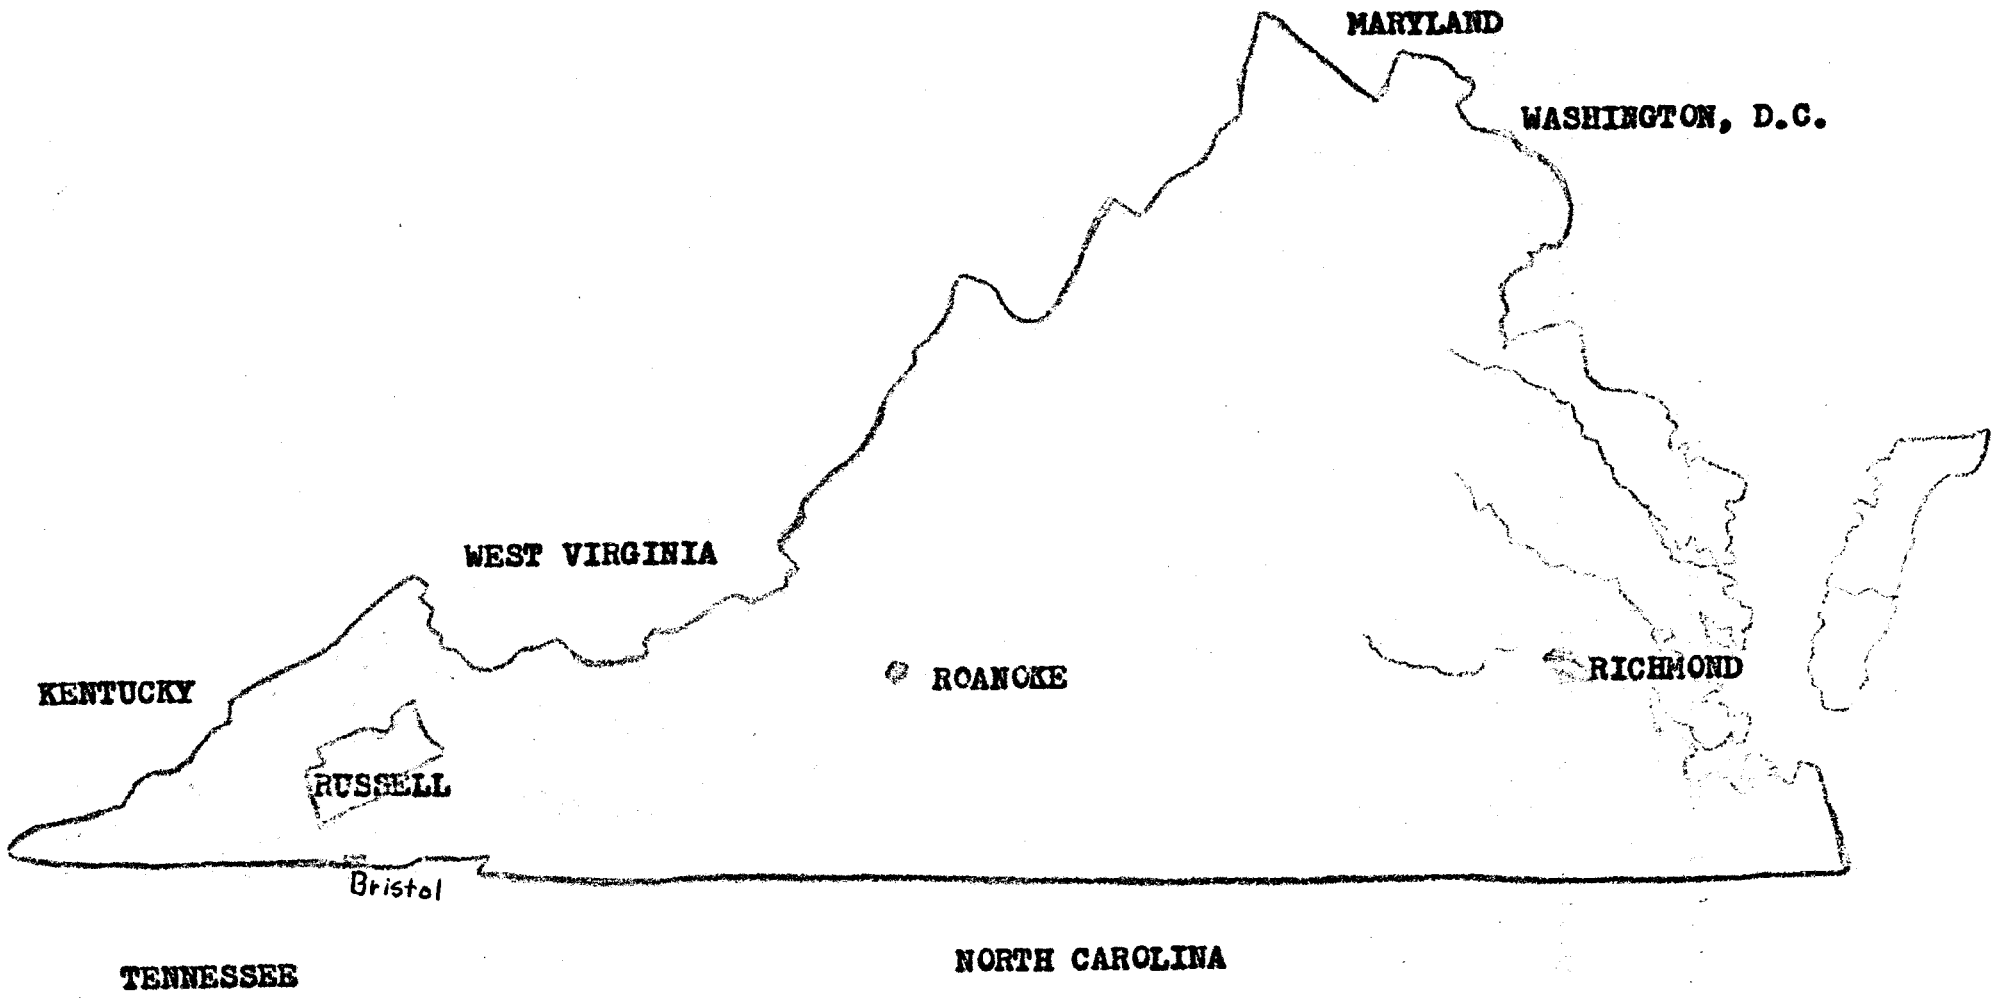 MARYLAND
WASHINGTON, D.C.
WEST VIRGINIA
KENTUCKY
ROANOKE
RICHMOND
RUSSELL
Bristol
NORTH CAROLINA
TENNESSEE